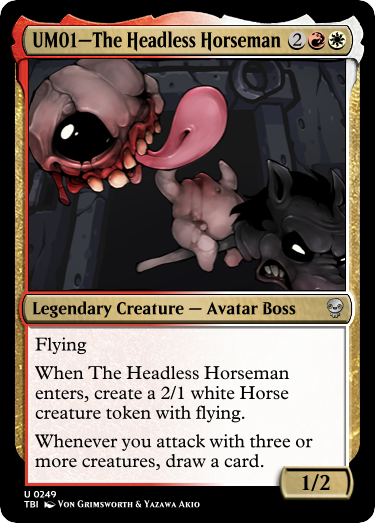 UM01—The Headless Horseman 2
Legendary Creature — Avatar Boss
Flying
When The Headless Horseman
enters, create a 2/1 white Horse
creature token with flying.
Whenever you attack with three or
more creatures, draw a card.
1/2
U 0249
TBI Von Grimsworth & Yazawa Akio